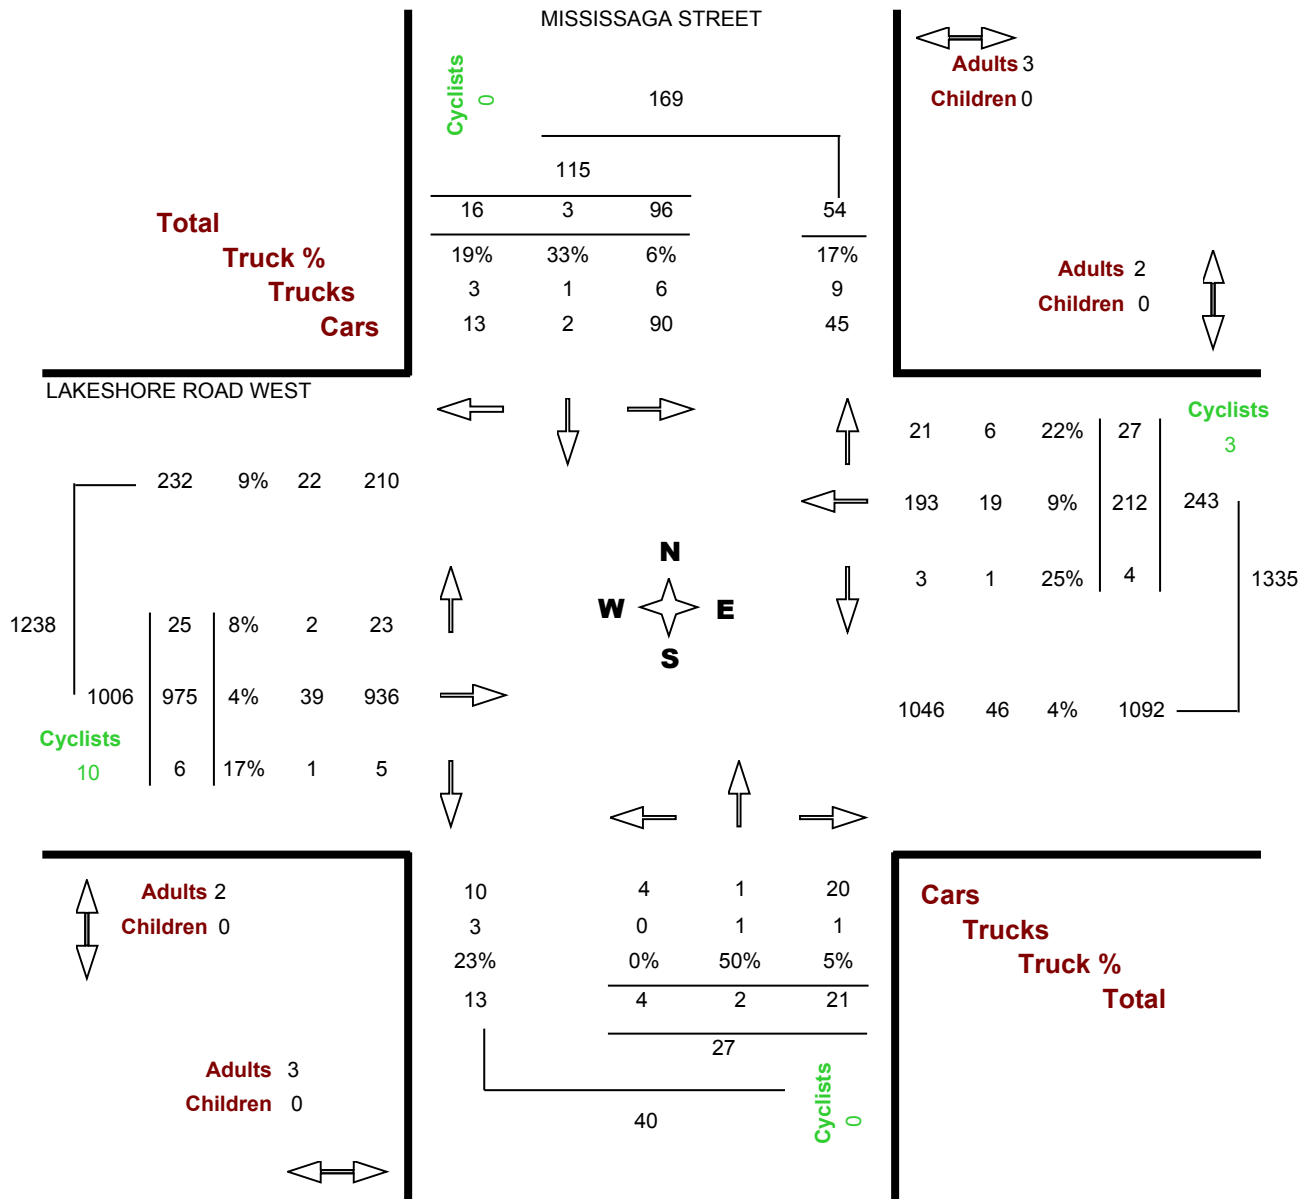 MISSISSAGA STREET
Cyclists
0
169
Adults 3
Children 0
115
Total 16 3 96 54
Truck % 19% 33% 6% 17%
Trucks 3 1 6 9
Cars 13 2 90 45
Adults 2
Children 0
LAKESHORE ROAD WEST
Cyclists
3
21 6 22% 27
232 9% 22 210
193 19 9% 212 243
3 1 25% 4
1335
N
W E
S
1238
25 8% 2 23
1006 975 4% 39 936
1046 46 4% 1092
Cyclists
10
6 17% 1 5
Adults 2
Children 0
10 4 1 20 Cars
3 0 1 1 Trucks
23% 0% 50% 5% Truck %
13 4 2 21 Total
27
Adults 3
Children 0
Cyclists
0
40